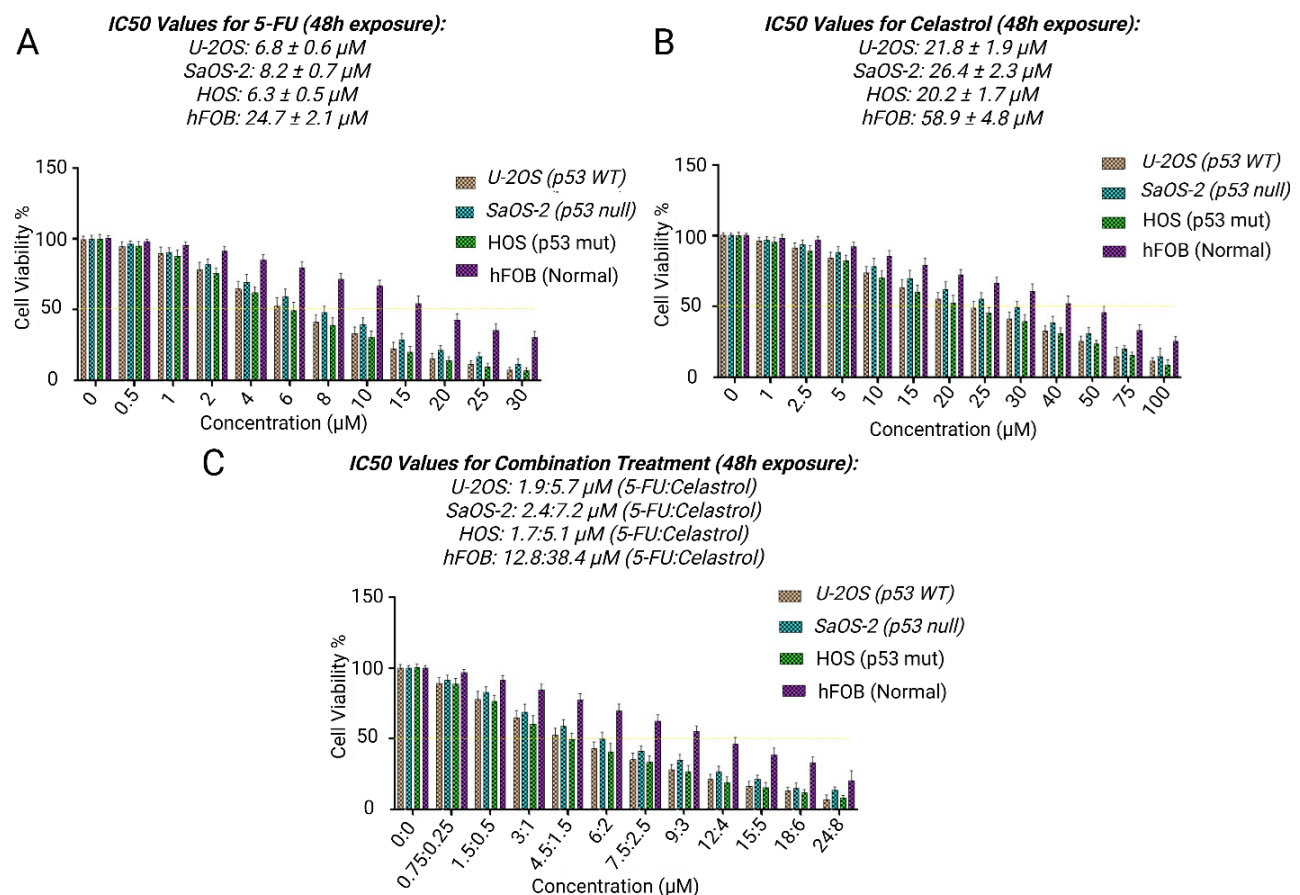 A
IC50 Values for 5-FU (48h exposure):
U-2OS: 6.8 ± 0.6 µM
SaOS-2: 8.2 ± 0.7 µM
HOS: 6.3 ± 0.5 µM
hFOB: 24.7 ± 2.1 µM
150
100
50
0
Cell Viability %
U-2OS (p53 WT)
SaOS-2 (p53 null)
HOS (p53 mut)
hFOB (Normal)
0 0.5 1 2 4 6 8 10 15 20 25 30
Concentration (µM)
B
IC50 Values for Celastrol (48h exposure):
U-2OS: 21.8 ± 1.9 µM
SaOS-2: 26.4 ± 2.3 µM
HOS: 20.2 ± 1.7 µM
hFOB: 58.9 ± 4.8 µM
150
100
50
0
Cell Viability %
U-2OS (p53 WT)
SaOS-2 (p53 null)
HOS (p53 mut)
hFOB (Normal)
0 1 2.5 5 10 15 20 25 30 40 50 75 100
Concentration (µM)
C
IC50 Values for Combination Treatment (48h exposure):
U-2OS: 1.9:5.7 µM (5-FU:Celastrol)
SaOS-2: 2.4:7.2 µM (5-FU:Celastrol)
HOS: 1.7:5.1 µM (5-FU:Celastrol)
hFOB: 12.8:38.4 µM (5-FU:Celastrol)
150
100
50
0
Cell Viability %
U-2OS (p53 WT)
SaOS-2 (p53 null)
HOS (p53 mut)
hFOB (Normal)
0:0 0.75:0.25 1.5:0.5 3:1 4.5:1.5 6:2 7.5:2.5 9:3 12:4 15:5 18:6 24:8
Concentration (µM)